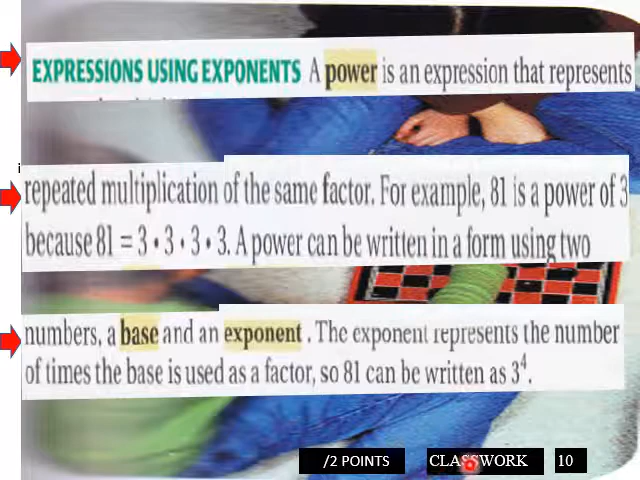 EXPRESSIONS USING EXPONENTS A power is an expression that represents
repeated multiplication of the same factor. For example, 81 is a power of 3
because 81 = 3 • 3 • 3 • 3. A power can be written in a form using two
numbers, a base and an exponent . The exponent represents the number
of times the base is used as a factor, so 81 can be written as 3⁴.
/2 POINTS CLASSWORK 10